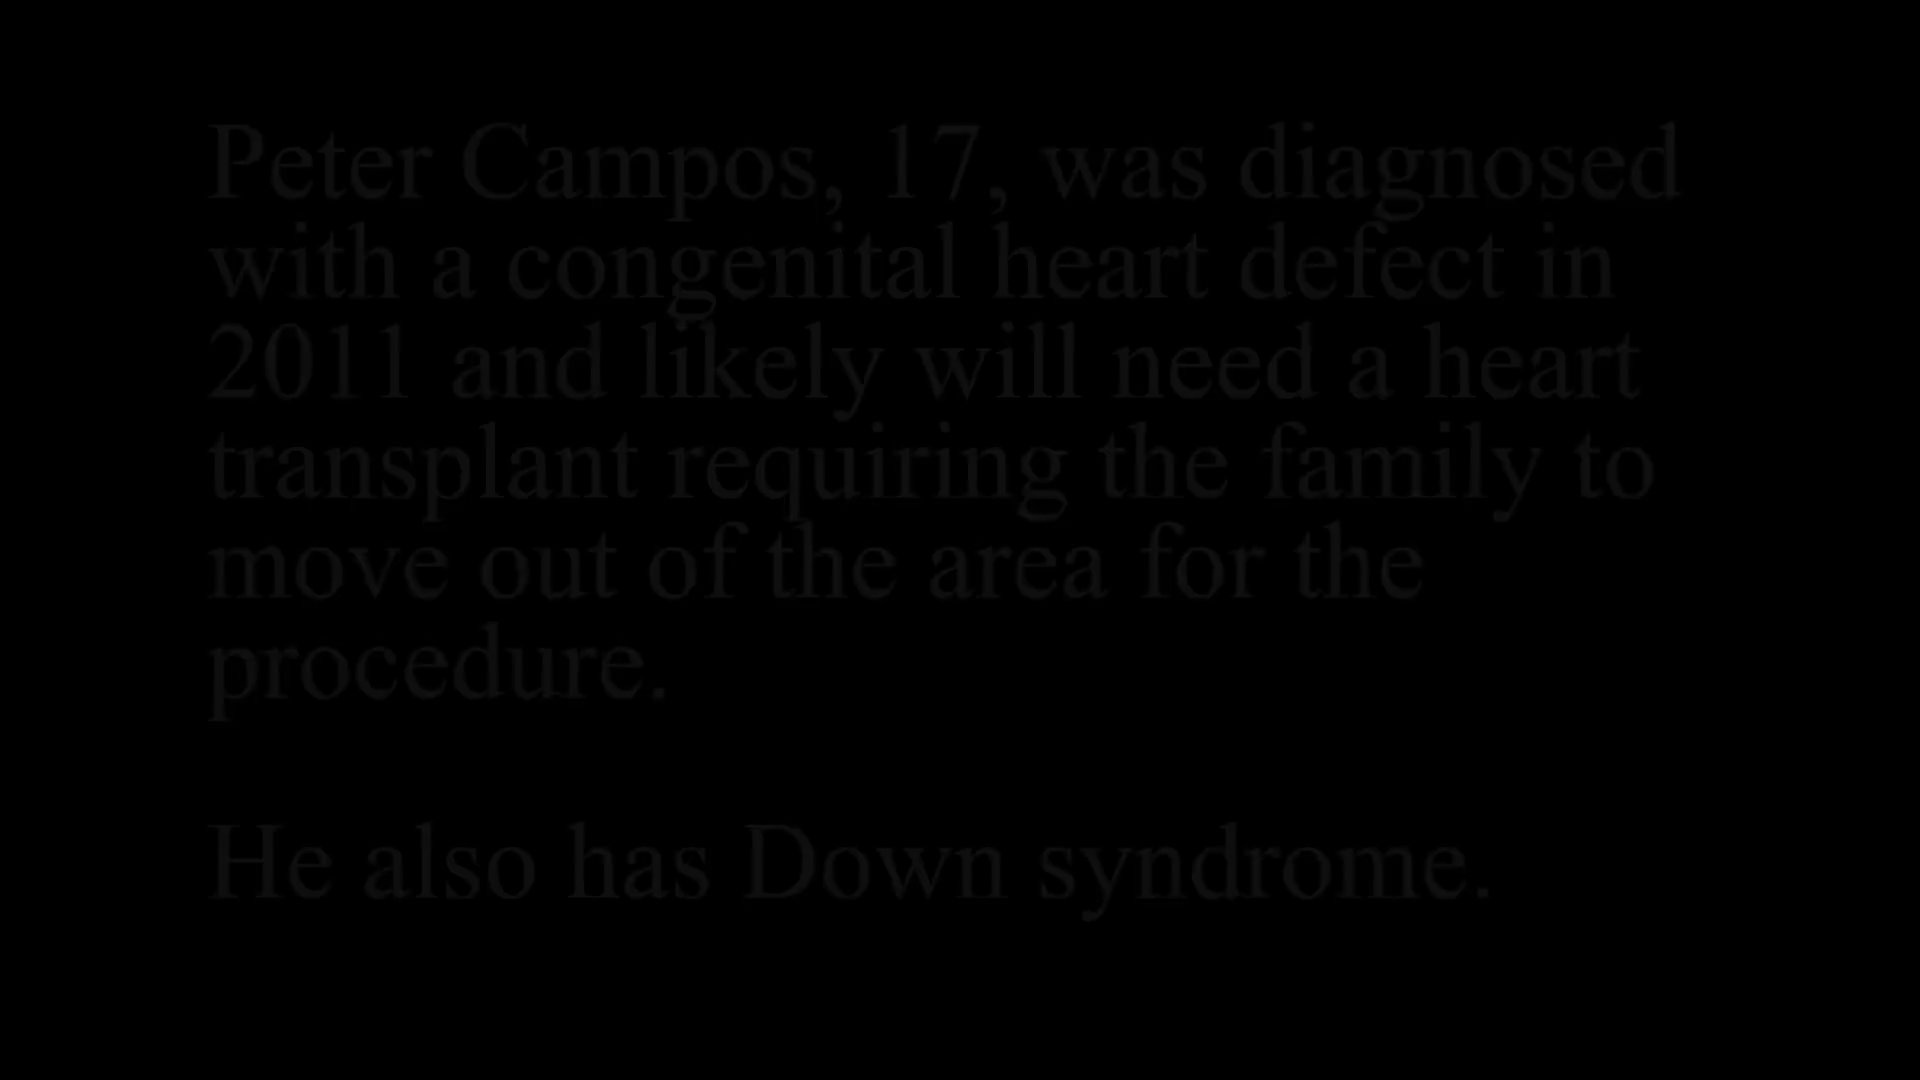 Peter Campos, 17, was diagnosed
with a congenital heart defect in
2011 and likely will need a heart
transplant requiring the family to
move out of the area for the
procedure.
He also has Down syndrome.